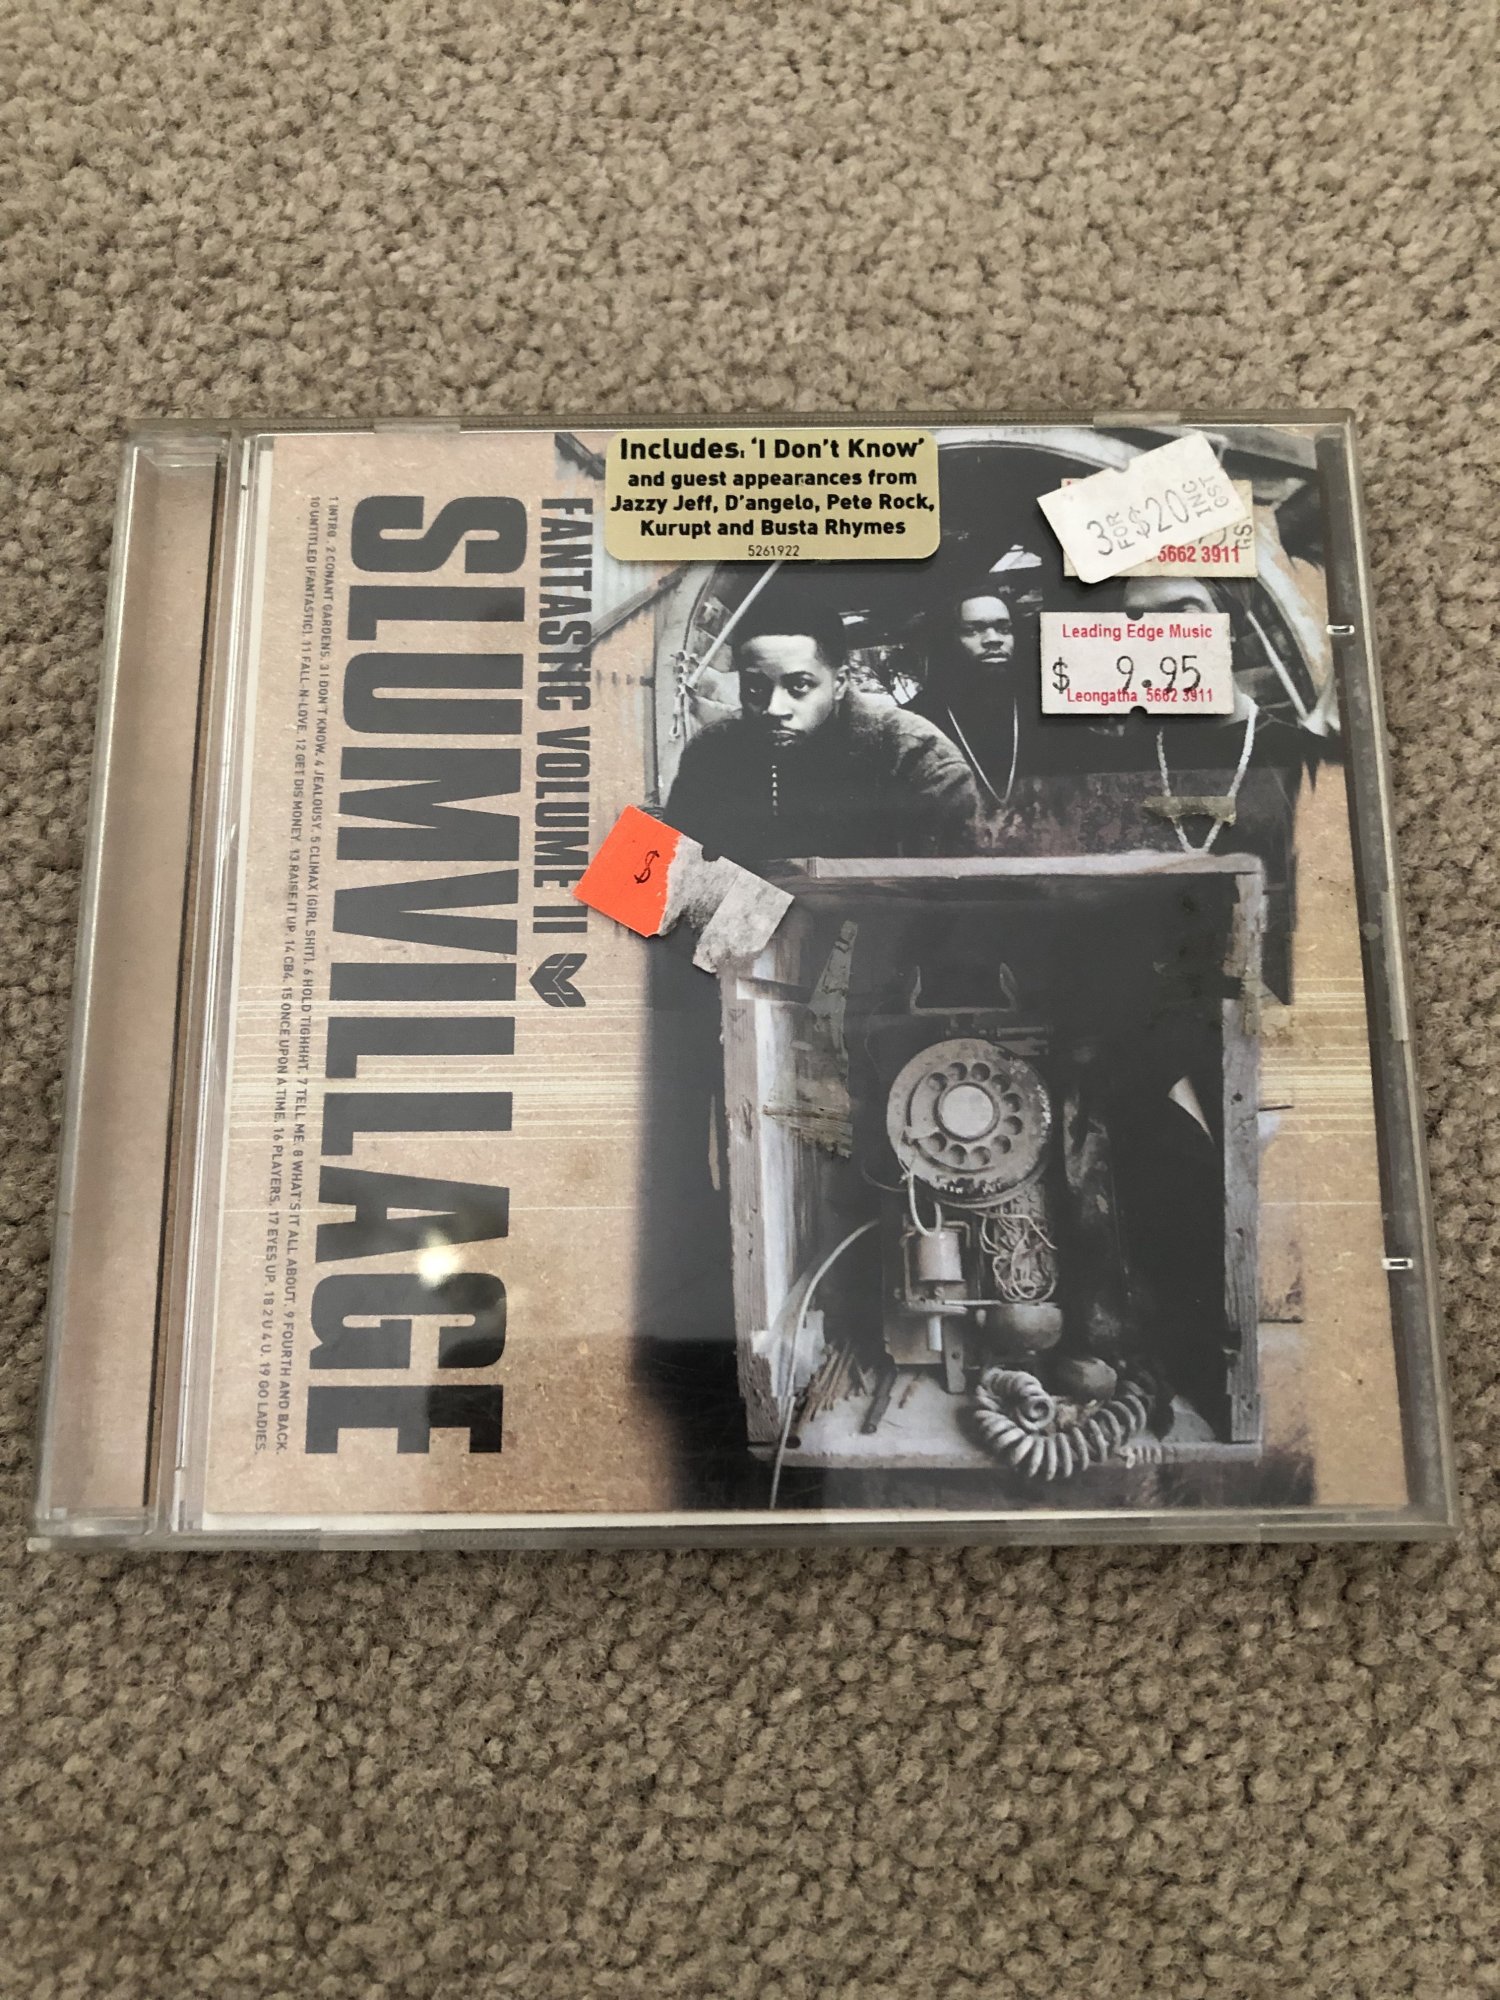 Includes: 'I Don't Know'
and guest appearances from
Jazzy Jeff, D'angelo, Pete Rock,
Kurupt and Busta Rhymes
5261922
3 FOR $20 INC GST
5662 3911
Leading Edge Music
$ 9.95
Leongatha 5662 3911
$
FANTASTIC VOLUME II
SLUMVILLAGE
1 INTRO. 2 CONANT GARDENS. 3 I DON'T KNOW. 4 JEALOUSY. 5 CLIMAX (GIRL SHIT). 6 HOLD TIGHHHT. 7 TELL ME. 8 WHAT'S IT ALL ABOUT. 9 FOURTH AND BACK.
10 UNTITLED (FANTASTIC). 11 FALL-N-LOVE. 12 GET DIS MONEY. 13 RAISE IT UP. 14 CB4. 15 ONCE UPON A TIME. 16 PLAYERS. 17 EYES UP. 18 2 U 4 U. 19 GO LADIES.